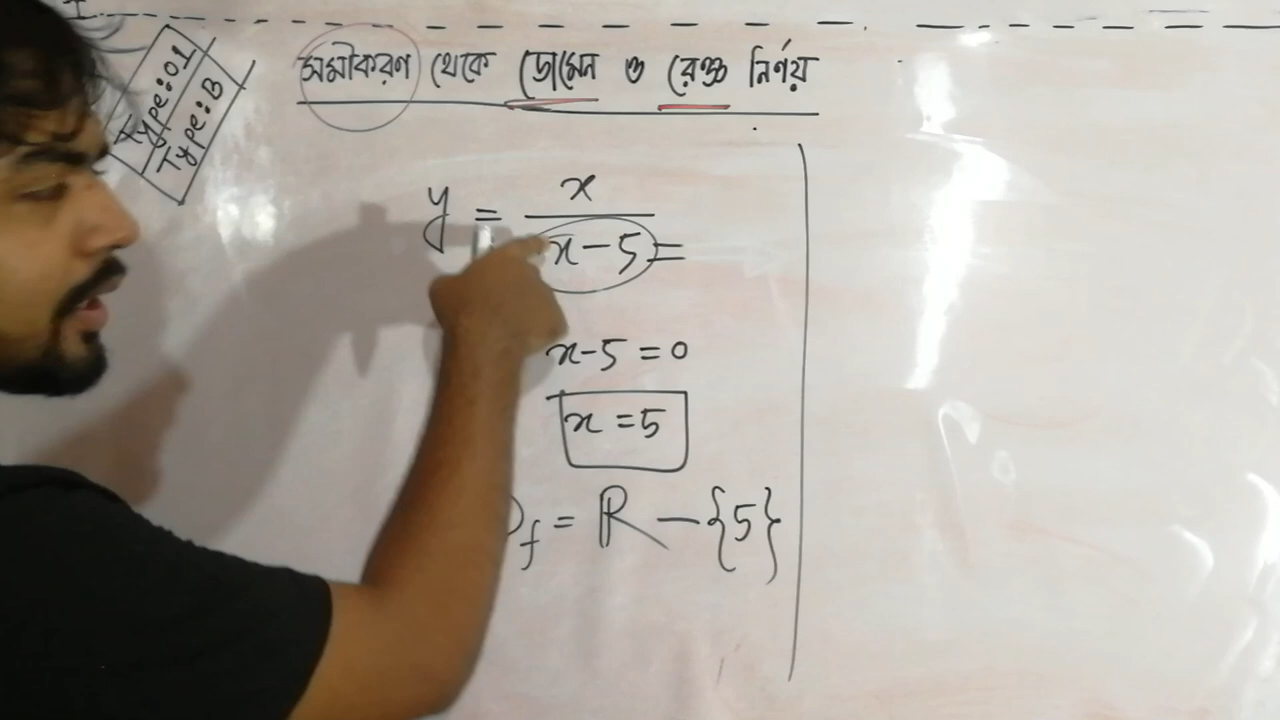 Type:01
Type:B
সমীকরণ থেকে ডোমেন ও রেঞ্জ নির্ণয়
y = x / x-5 =
x-5 = 0
x = 5
D_f = ℝ - {5}